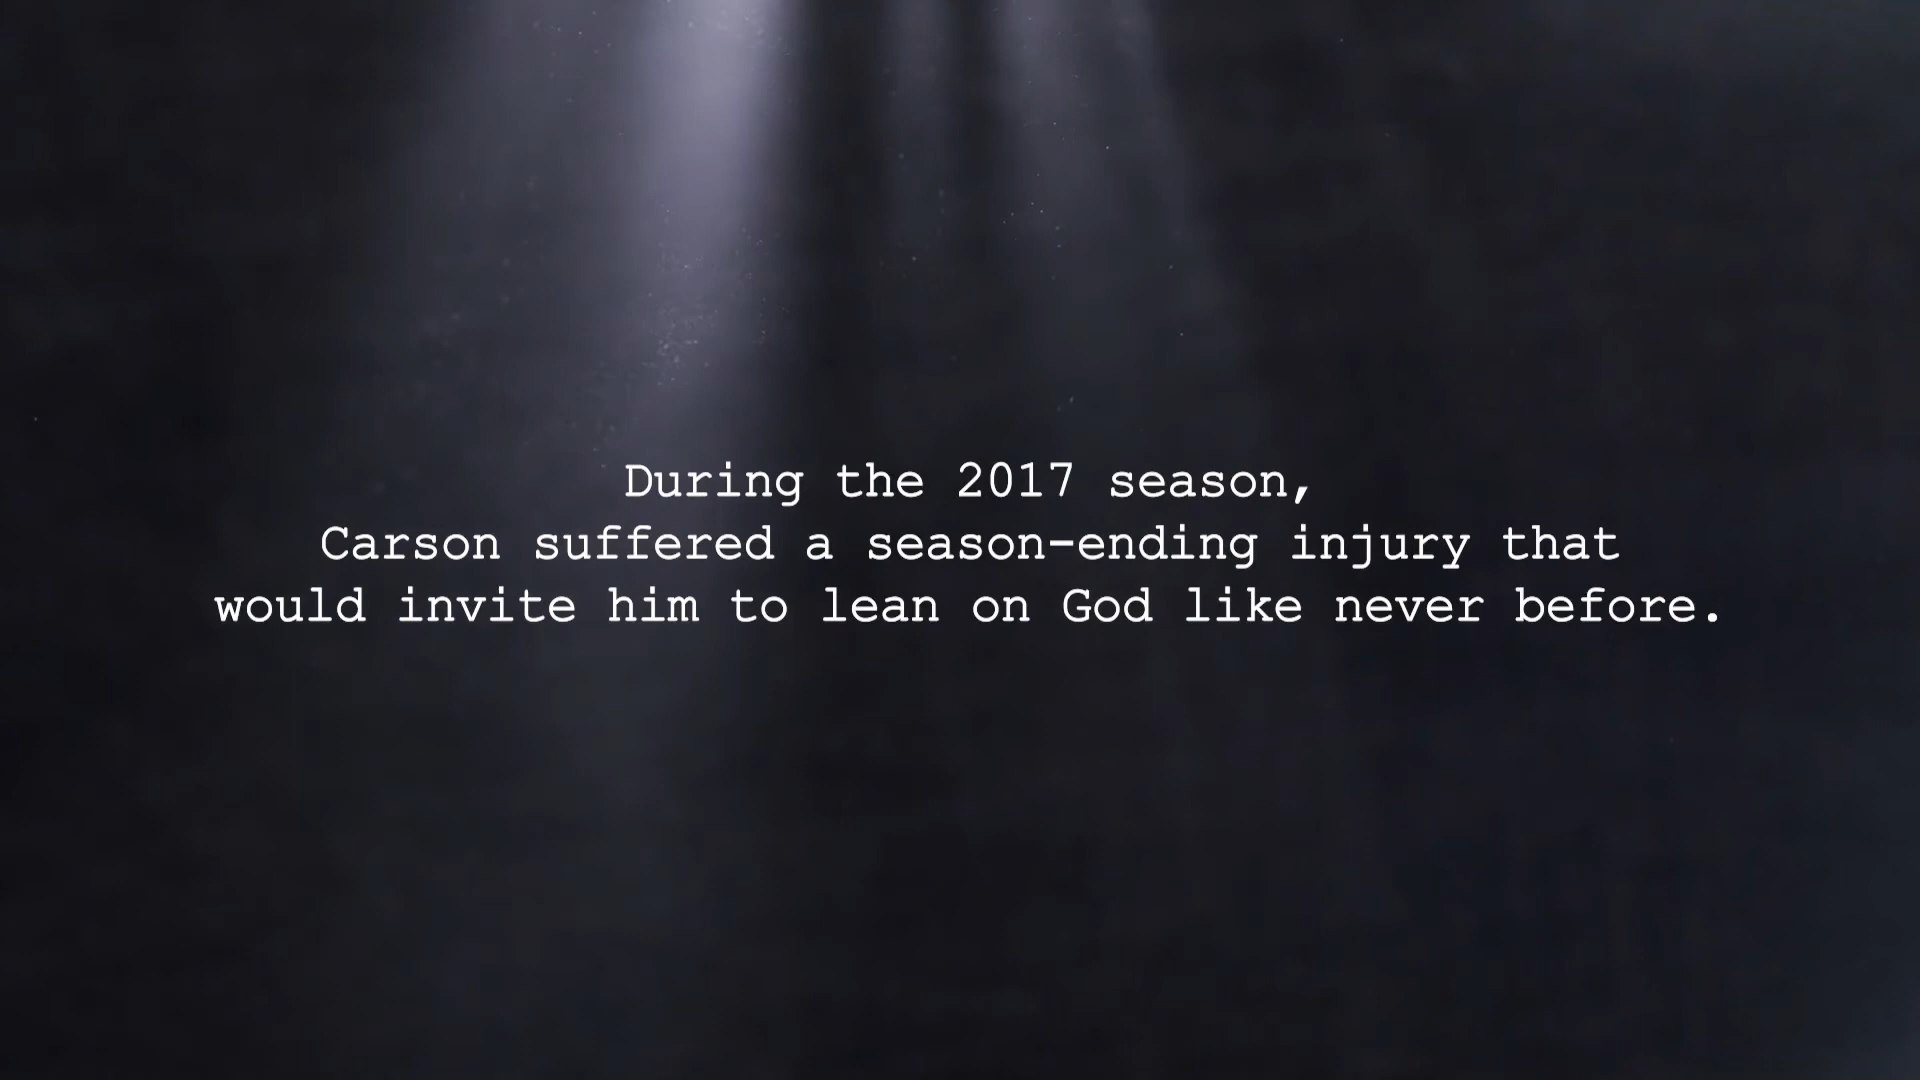 During the 2017 season,
Carson suffered a season-ending injury that
would invite him to lean on God like never before.